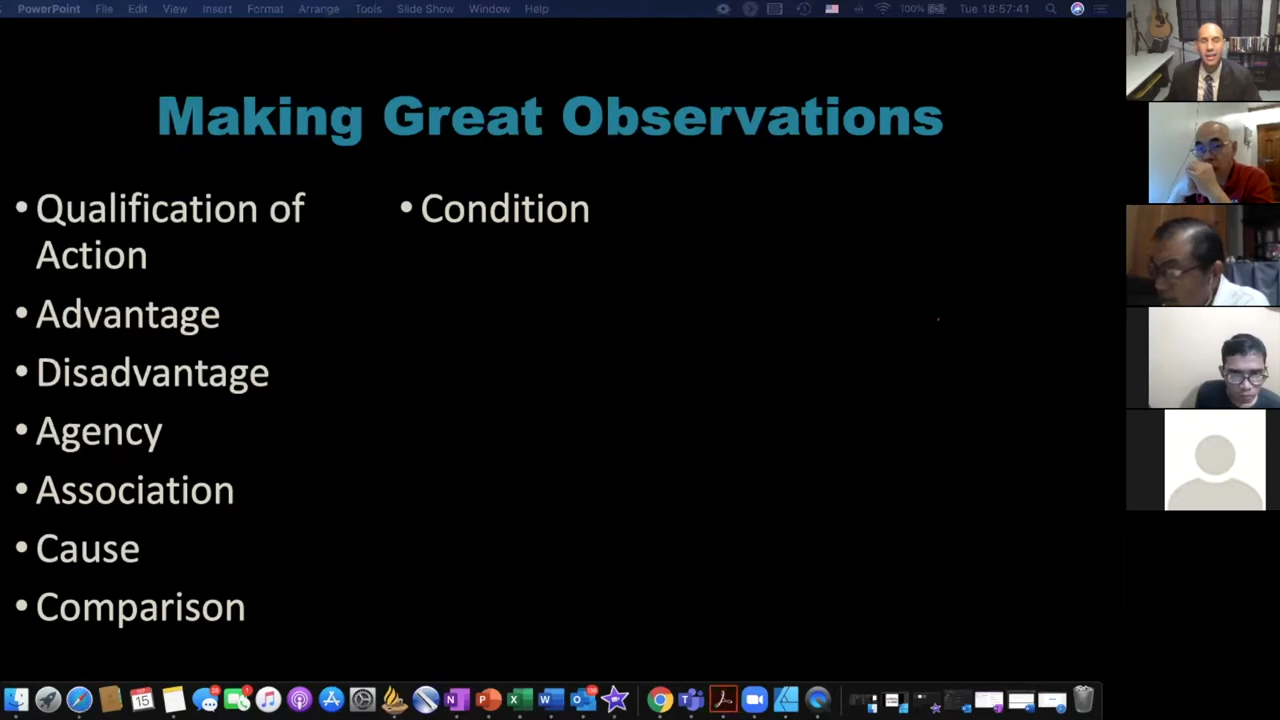 PowerPoint File Edit View Insert Format Arrange Tools Slide Show Window Help 100% Tue 18:57:41
Making Great Observations
• Qualification of
Action
• Advantage
• Disadvantage
• Agency
• Association
• Cause
• Comparison
• Condition
15